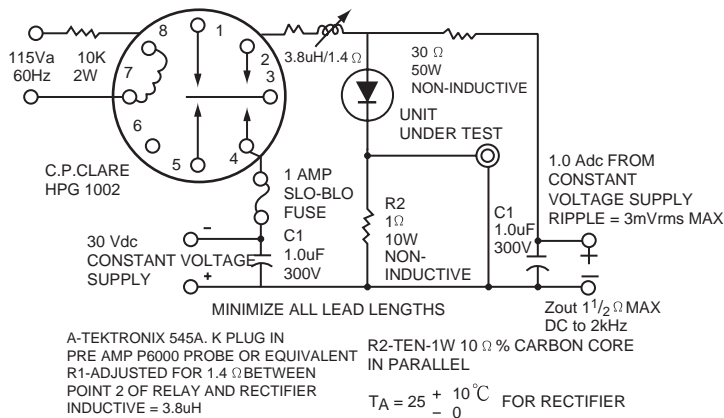 115Va
60Hz
10K
2W
8
1
2
3
4
5
6
7
C.P.CLARE
HPG 1002
3.8uH/1.4 Ω
30 Ω
50W
NON-INDUCTIVE
UNIT
UNDER TEST
1 AMP
SLO-BLO
FUSE
30 Vdc
CONSTANT VOLTAGE
SUPPLY
-
+
C1
1.0uF
300V
R2
1Ω
10W
NON-
INDUCTIVE
C1
1.0uF
300V
1.0 Adc FROM
CONSTANT
VOLTAGE SUPPLY
RIPPLE = 3mVrms MAX
+
–
Zout 1 1/2 Ω MAX
DC to 2kHz
MINIMIZE ALL LEAD LENGTHS
A-TEKTRONIX 545A. K PLUG IN
PRE AMP P6000 PROBE OR EQUIVALENT
R1-ADJUSTED FOR 1.4 Ω BETWEEN
POINT 2 OF RELAY AND RECTIFIER
INDUCTIVE = 3.8uH
R2-TEN-1W 10 Ω % CARBON CORE
IN PARALLEL
TA = 25 + 10 ℃ – 0 FOR RECTIFIER